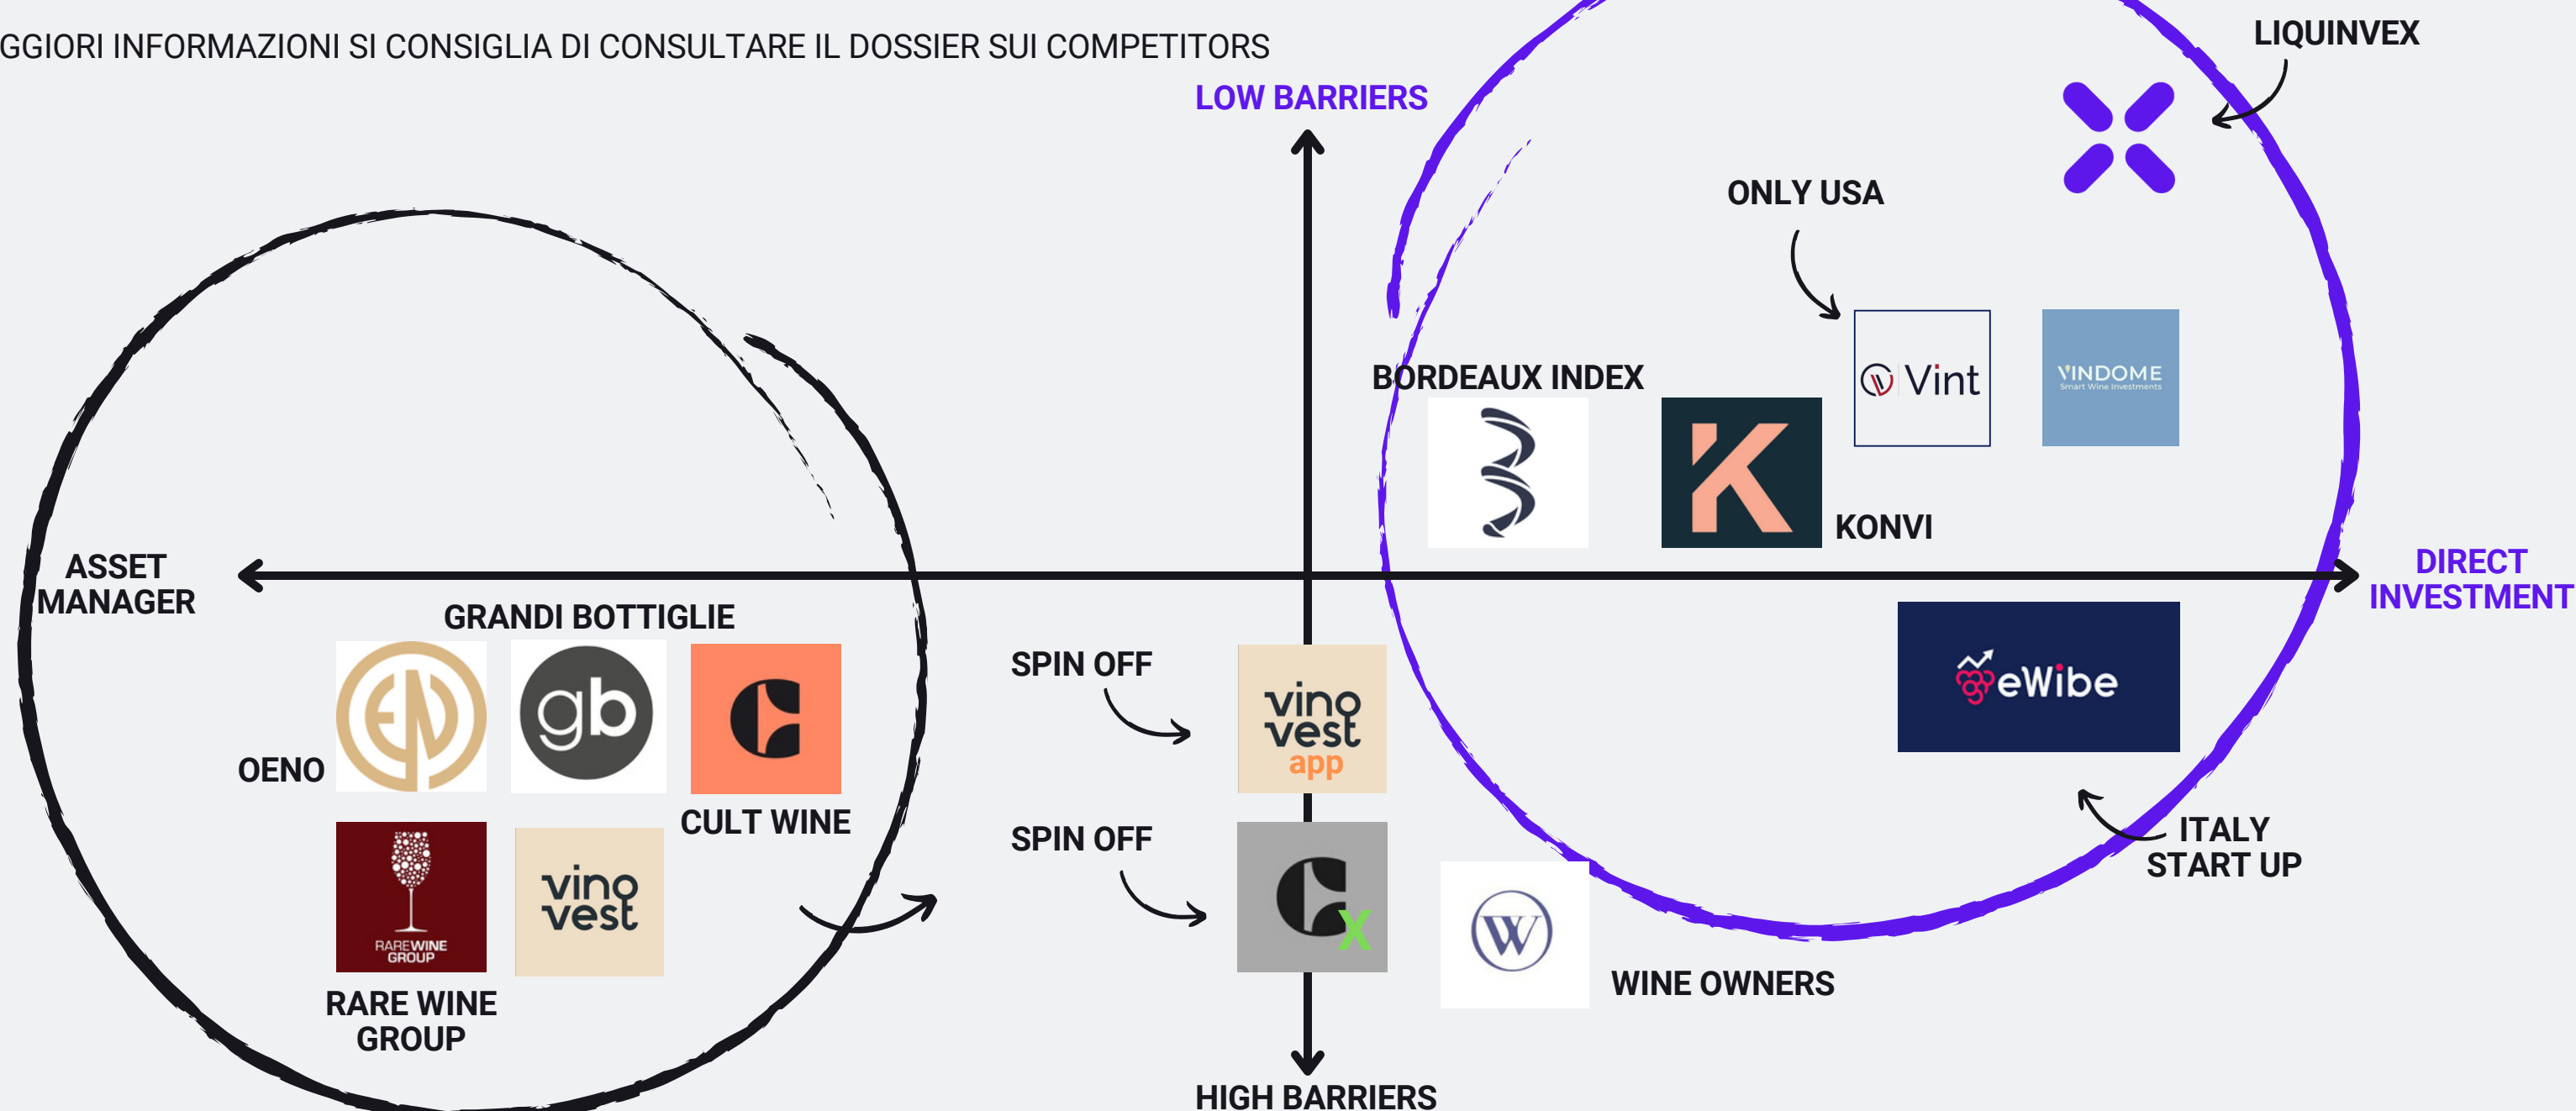 GGIORI INFORMAZIONI SI CONSIGLIA DI CONSULTARE IL DOSSIER SUI COMPETITORS
LIQUINVEX
LOW BARRIERS
ONLY USA
BORDEAUX INDEX
Vint
VINDOME
Smart Wine Investments
K
KONVI
ASSET
MANAGER
DIRECT
INVESTMENT
GRANDI BOTTIGLIE
OENO
gb
CULT WINE
SPIN OFF
vino
vest
app
eWibe
ITALY
START UP
RAREWINE
GROUP
vino
vest
RARE WINE
GROUP
SPIN OFF
C
X
W
WINE OWNERS
HIGH BARRIERS